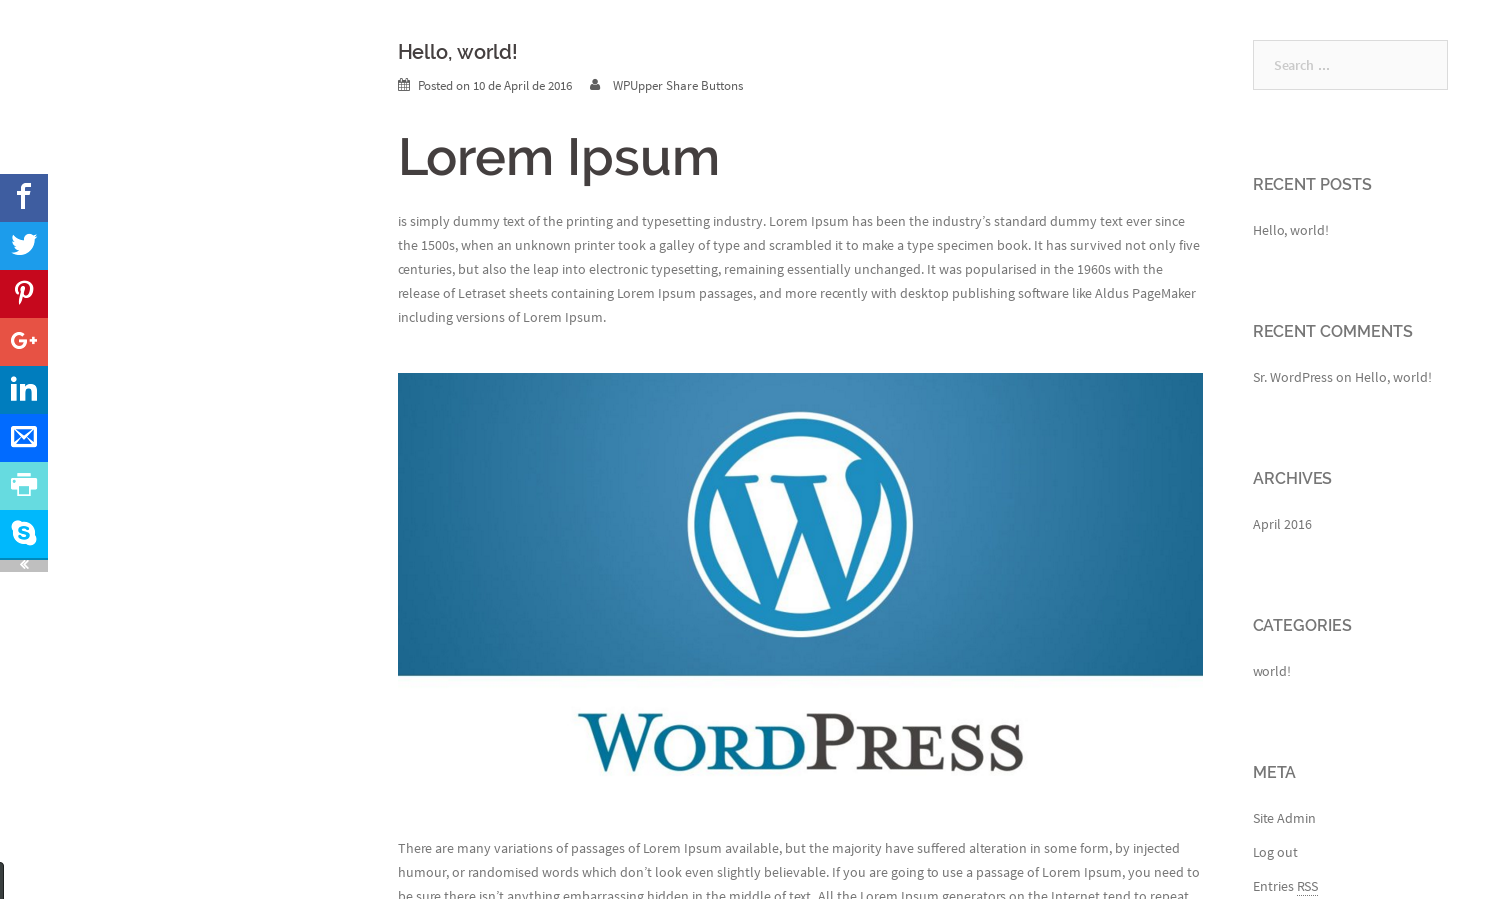 Hello, world!
Posted on 10 de April de 2016 WPUpper Share Buttons
Lorem Ipsum
is simply dummy text of the printing and typesetting industry. Lorem Ipsum has been the industry’s standard dummy text ever since
the 1500s, when an unknown printer took a galley of type and scrambled it to make a type specimen book. It has survived not only five
centuries, but also the leap into electronic typesetting, remaining essentially unchanged. It was popularised in the 1960s with the
release of Letraset sheets containing Lorem Ipsum passages, and more recently with desktop publishing software like Aldus PageMaker
including versions of Lorem Ipsum.
WORDPRESS
There are many variations of passages of Lorem Ipsum available, but the majority have suffered alteration in some form, by injected
humour, or randomised words which don’t look even slightly believable. If you are going to use a passage of Lorem Ipsum, you need to
be sure there isn’t anything embarrassing hidden in the middle of text. All the Lorem Ipsum generators on the Internet tend to repeat
Search ...
RECENT POSTS
Hello, world!
RECENT COMMENTS
Sr. WordPress on Hello, world!
ARCHIVES
April 2016
CATEGORIES
world!
META
Site Admin
Log out
Entries RSS